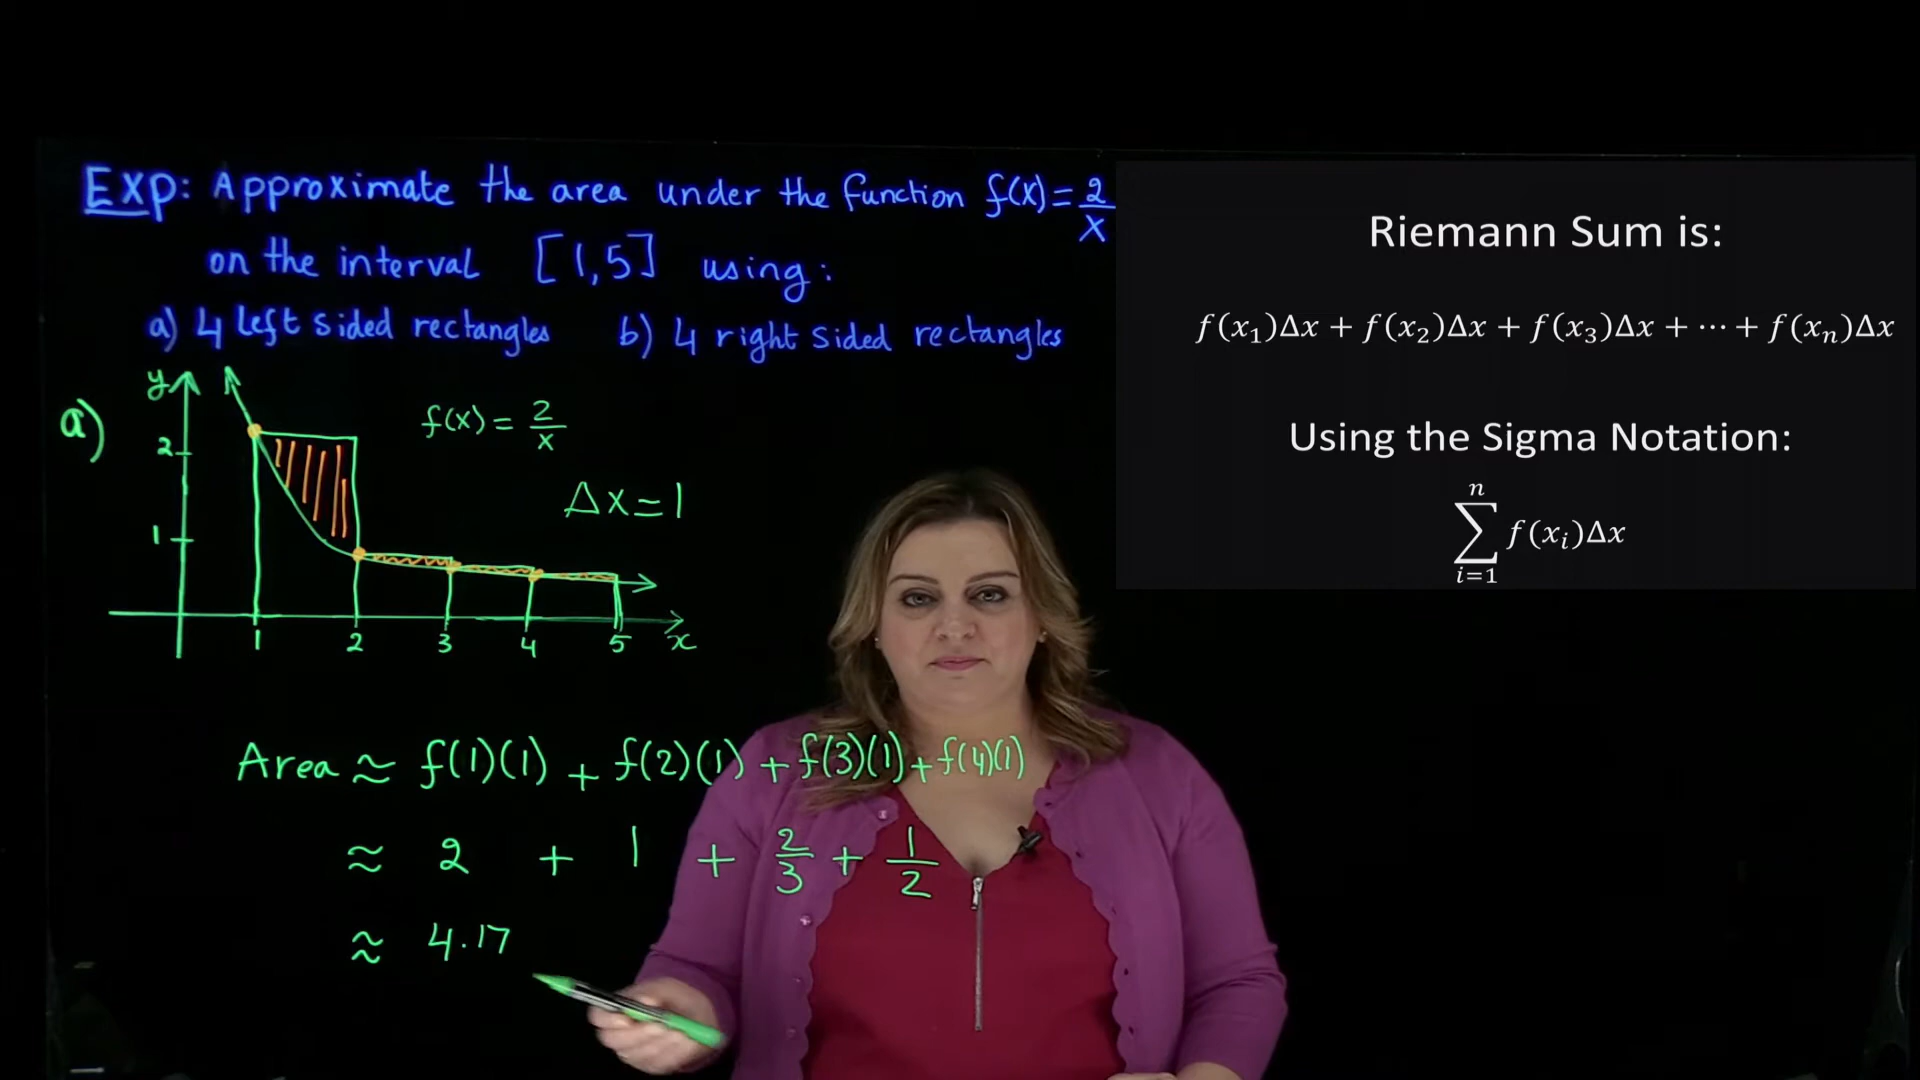 Exp: Approximate the area under the function f(x) = 2/x
on the interval [1,5] using:
a) 4 left sided rectangles b) 4 right sided rectangles
a)
y
2
1
1 2 3 4 5 x
f(x) = 2/x
Δx = 1
Area ≈ f(1)(1) + f(2)(1) + f(3)(1) + f(4)(1)
≈ 2 + 1 + 2/3 + 1/2
≈ 4.17
Riemann Sum is:
f(x₁)Δx + f(x₂)Δx + f(x₃)Δx + ⋯ + f(xₙ)Δx
Using the Sigma Notation:
n
∑ f(xᵢ)Δx
i=1